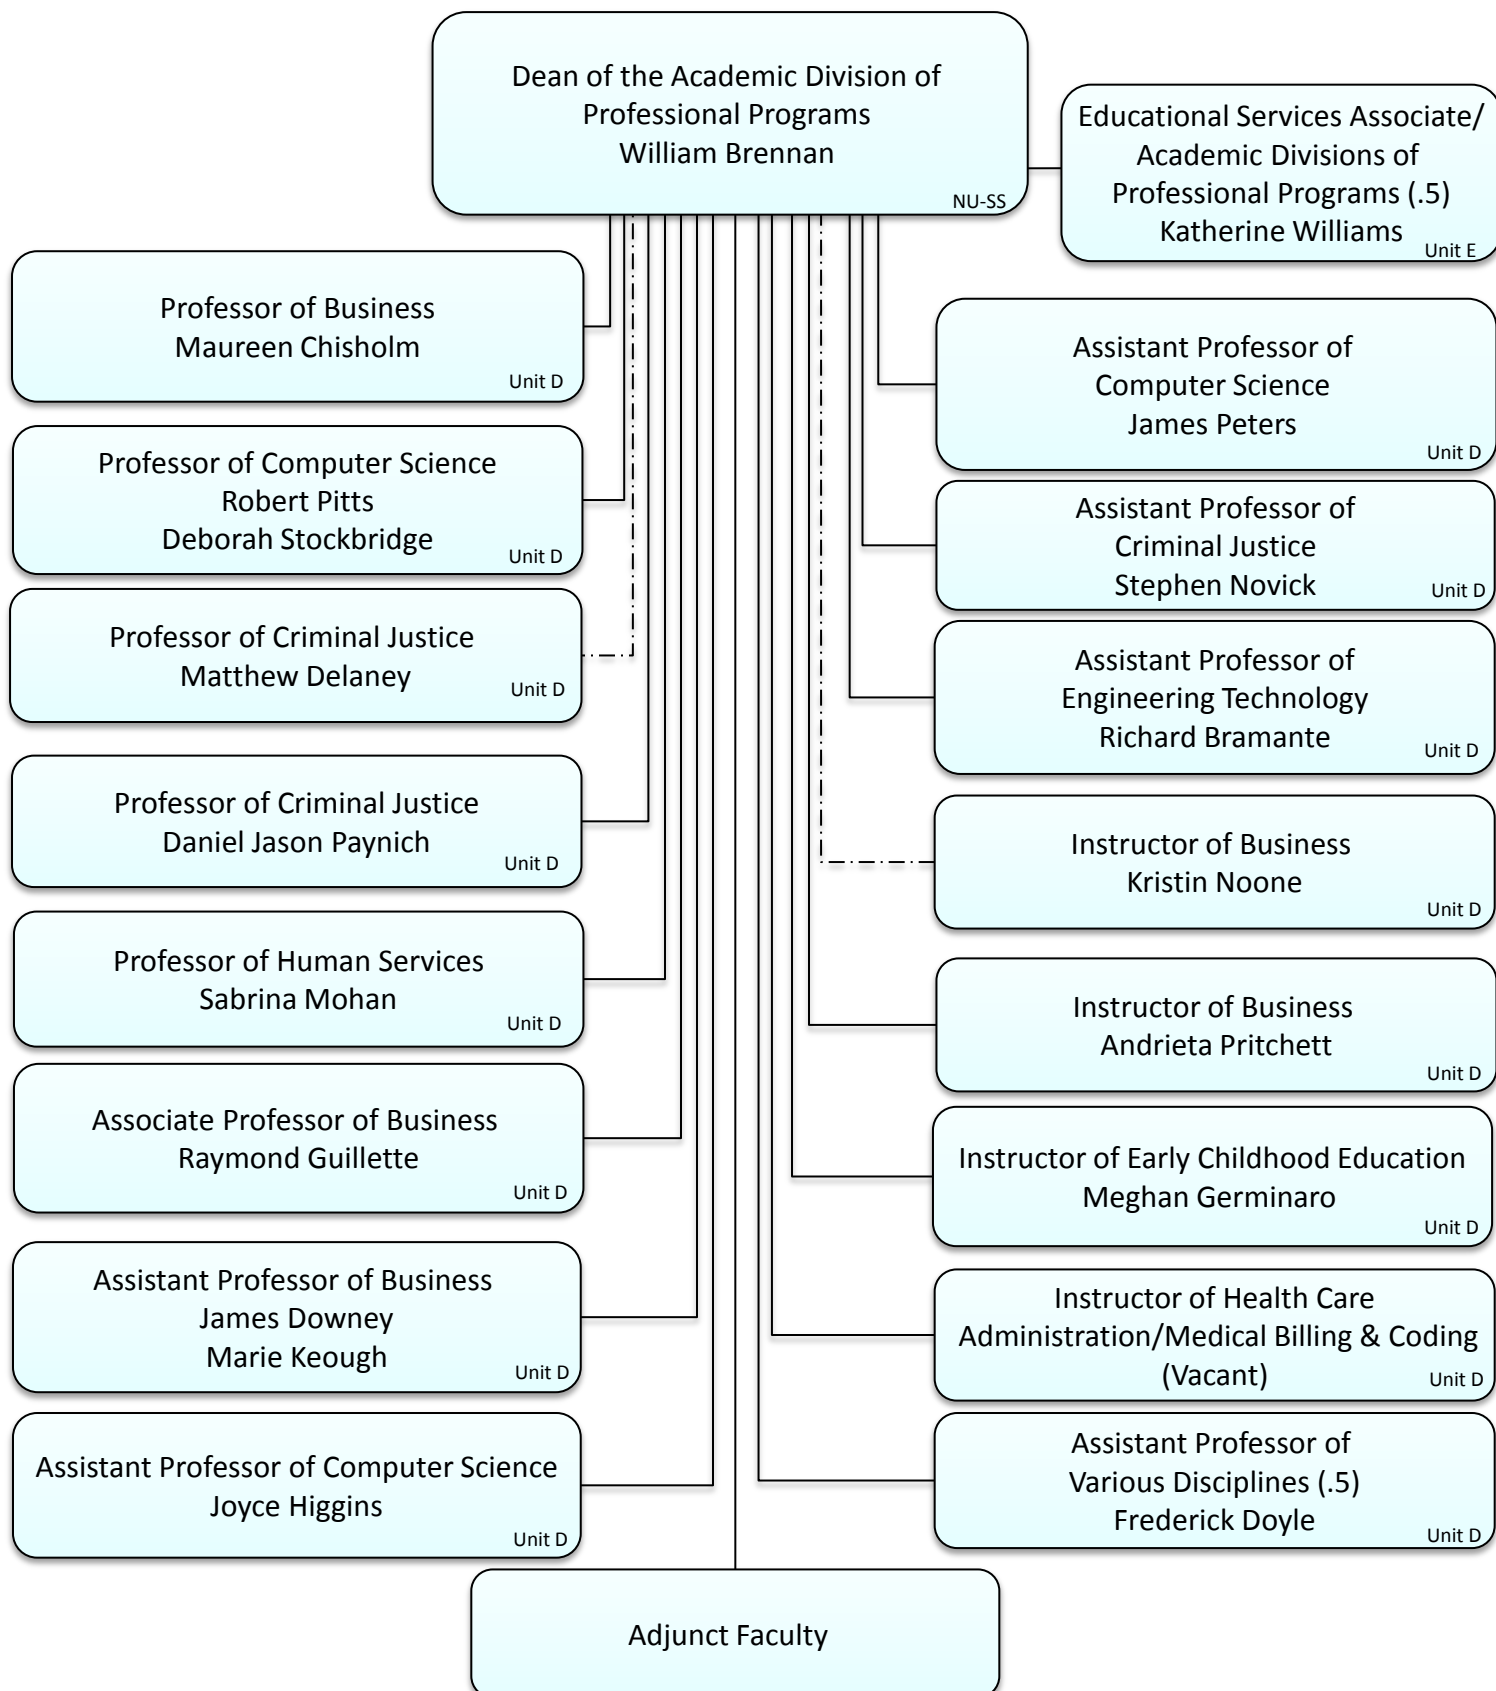 Dean of the Academic Division of
Professional Programs
William Brennan
NU-SS
Educational Services Associate/
Academic Divisions of
Professional Programs (.5)
Katherine Williams
Unit E
Professor of Business
Maureen Chisholm
Unit D
Professor of Computer Science
Robert Pitts
Deborah Stockbridge
Unit D
Professor of Criminal Justice
Matthew Delaney
Unit D
Professor of Criminal Justice
Daniel Jason Paynich
Unit D
Professor of Human Services
Sabrina Mohan
Unit D
Associate Professor of Business
Raymond Guillette
Unit D
Assistant Professor of Business
James Downey
Marie Keough
Unit D
Assistant Professor of Computer Science
Joyce Higgins
Unit D
Assistant Professor of
Computer Science
James Peters
Unit D
Assistant Professor of
Criminal Justice
Stephen Novick
Unit D
Assistant Professor of
Engineering Technology
Richard Bramante
Unit D
Instructor of Business
Kristin Noone
Unit D
Instructor of Business
Andrieta Pritchett
Unit D
Instructor of Early Childhood Education
Meghan Germinaro
Unit D
Instructor of Health Care
Administration/Medical Billing & Coding
(Vacant)
Unit D
Assistant Professor of
Various Disciplines (.5)
Frederick Doyle
Unit D
Adjunct Faculty